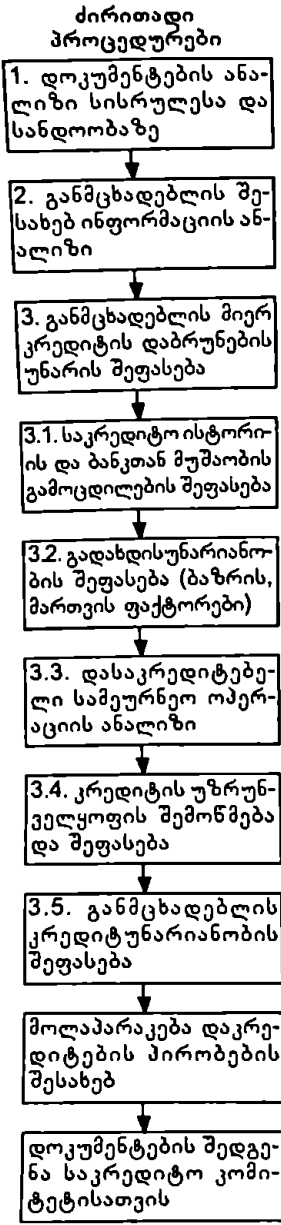 ძირითადი
პროცედურები
1. დოკუმენტების ანა-
ლიზი სისრულესა და
სანდოობაზე
2. განმცხადებლის შე-
სახებ ინფორმაციის ან-
ალიზი
3. განმცხადებლის მიერ
კრედიტის დაბრუნების
უნარის შეფასება
3.1. საკრედიტო ისტორი-
ის და ბანკთან მუშაობის
გამოცდილების შეფასება
3.2. გადახდისუნარიანო-
ბის შეფასება (ბაზრის,
მართვის ფაქტორები)
3.3. დასაკრედიტებე-
ლი სამეურნეო ოპერ-
აციის ანალიზი
3.4. კრედიტის უზრუნ-
ველყოფის შემოწმება
და შეფასება
3.5. განმცხადებლის
კრედიტუნარიანობის
შეფასება
მოლაპარაკება დაკრე-
დიტების პირობების
შესახებ
დოკუმენტების შედგე-
ნა საკრედიტო კომი-
ტეტისათვის